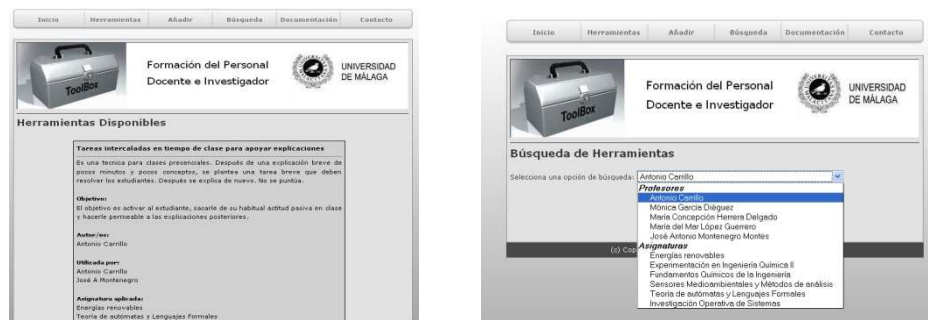 Inicio Herramientas Añadir Búsqueda Documentación Contacto
ToolBox
Formación del Personal
Docente e Investigador
UNIVERSIDAD
DE MÁLAGA
Herramientas Disponibles
Tareas intercaladas en tiempo de clase para apoyar explicaciones
Es una tecnica para clases presenciales. Después de una explicación breve de
pocos minutos y pocos conceptos, se plantea una tarea breve que deben
resolver los estudiantes. Después se explica de nuevo. No se puntúa.
Objetivo:
El objetivo es activar al estudiante, sacarle de su habitual actitud pasiva en clase
y hacerle permeable a las explicaciones posteriores.
Autor/es:
Antonio Carrillo
Utilizada por:
Antonio Carrillo
José A Montenegro
Asignatura aplicada:
Energías renovables
Teoría de autómatas y Lenguajes Formales
Inicio Herramientas Añadir Búsqueda Documentación Contacto
ToolBox
Formación del Personal
Docente e Investigador
UNIVERSIDAD
DE MÁLAGA
Búsqueda de Herramientas
Selecciona una opción de búsqueda: Antonio Carrillo
Profesores
Antonio Carrillo
Mónica García Diéguez
María Concepción Herrera Delgado
María del Mar López Guerrero
José Antonio Montenegro Montes
Asignaturas
Energías renovables
Experimentación en Ingeniería Química II
Fundamentos Químicos de la Ingeniería
Sensores Medioambientales y Métodos de análisis
Teoría de autómatas y Lenguajes Formales
Investigación Operativa de Sistemas
(c) Cop